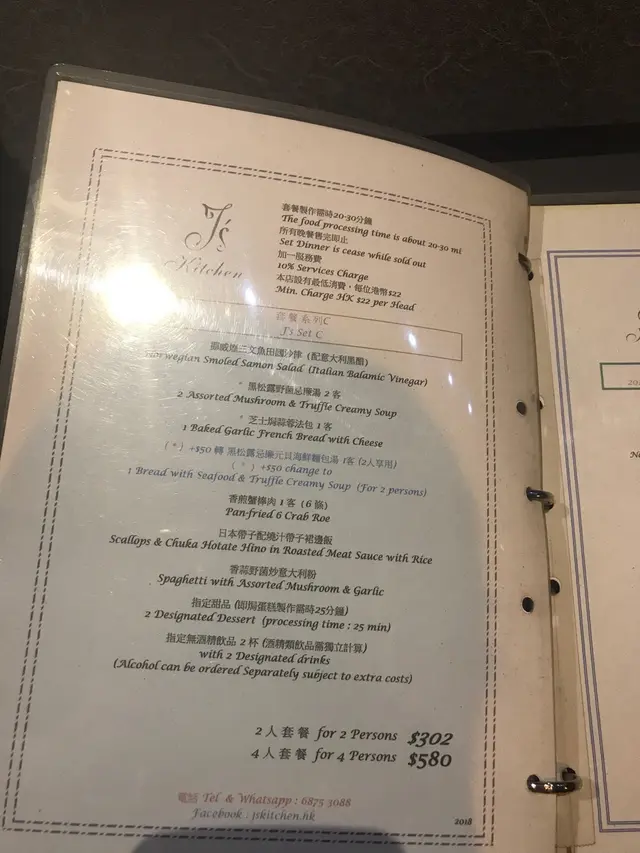 J's
Kitchen
套餐製作需時20-30分鐘
The food processing time is about 20-30 mi
所有晚餐售完即止
Set Dinner is cease while sold out
加一服務費
10% Services Charge
本店設有最低消費，每位港幣$22
Min. Charge HK $22 per Head
套餐系列C
J's Set C
挪威煙三文魚田園沙律 (配意大利黑醋)
Norwegian Smoled Samon Salad (Italian Balamic Vinegar)
* 黑松露野菌忌廉湯 2 客
2 Assorted Mushroom & Truffle Creamy Soup
* 芝士焗蒜蓉法包 1 客
1 Baked Garlic French Bread with Cheese
( * ) +$50 轉 黑松露忌廉元貝海鮮麵包湯 1客 (2人享用)
( * ) +$50 change to
1 Bread with Seafood & Truffle Creamy Soup (For 2 persons)
香煎蟹棒肉 1 客 (6 條)
Pan-fried 6 Crab Roe
日本帶子配燒汁帶子裙邊飯
Scallops & Chuka Hotate Hino in Roasted Meat Sauce with Rice
香蒜野菌炒意大利粉
Spaghetti with Assorted Mushroom & Garlic
指定甜品 (即焗蛋糕製作需時25分鐘)
2 Designated Dessert (processing time : 25 min)
指定無酒精飲品 2 杯 (酒精類飲品需獨立計算)
with 2 Designated drinks
(Alcohol can be ordered Separately subject to extra costs)
2 人 套 餐 for 2 Persons $302
4 人 套 餐 for 4 Persons $580
電話 Tel & Whatsapp : 6875 3088
Facebook : jskitchen.hk
2018